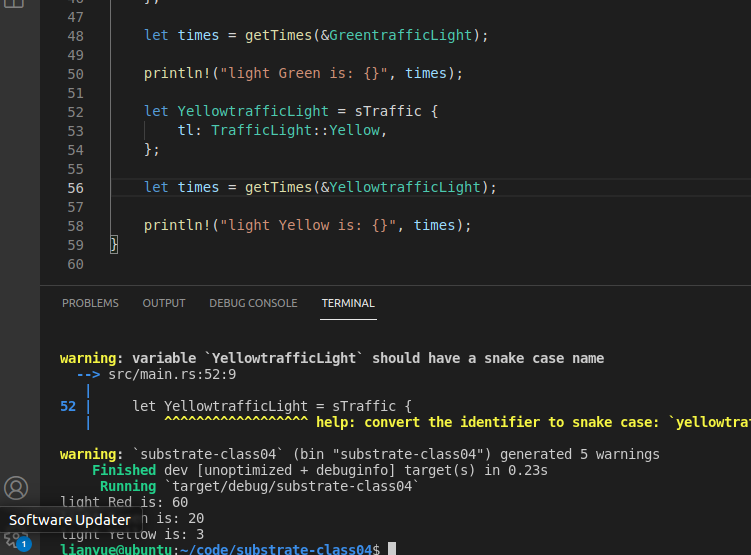 46 };
47
48 let times = getTimes(&GreentrafficLight);
49
50 println!("light Green is: {}", times);
51
52 let YellowtrafficLight = sTraffic {
53 tl: TrafficLight::Yellow,
54 };
55
56 let times = getTimes(&YellowtrafficLight);
57
58 println!("light Yellow is: {}", times);
59 }
60
PROBLEMS OUTPUT DEBUG CONSOLE TERMINAL
warning: variable `YellowtrafficLight` should have a snake case name
--> src/main.rs:52:9
|
52 | let YellowtrafficLight = sTraffic {
| ^^^^^^^^^^^^^^^^^^ help: convert the identifier to snake case: `yellowtraf
warning: `substrate-class04` (bin "substrate-class04") generated 5 warnings
Finished dev [unoptimized + debuginfo] target(s) in 0.23s
Running `target/debug/substrate-class04`
light Red is: 60
Software Updater
is: 20
light Yellow is: 3
1
lianyue@ubuntu:~/code/substrate-class04$